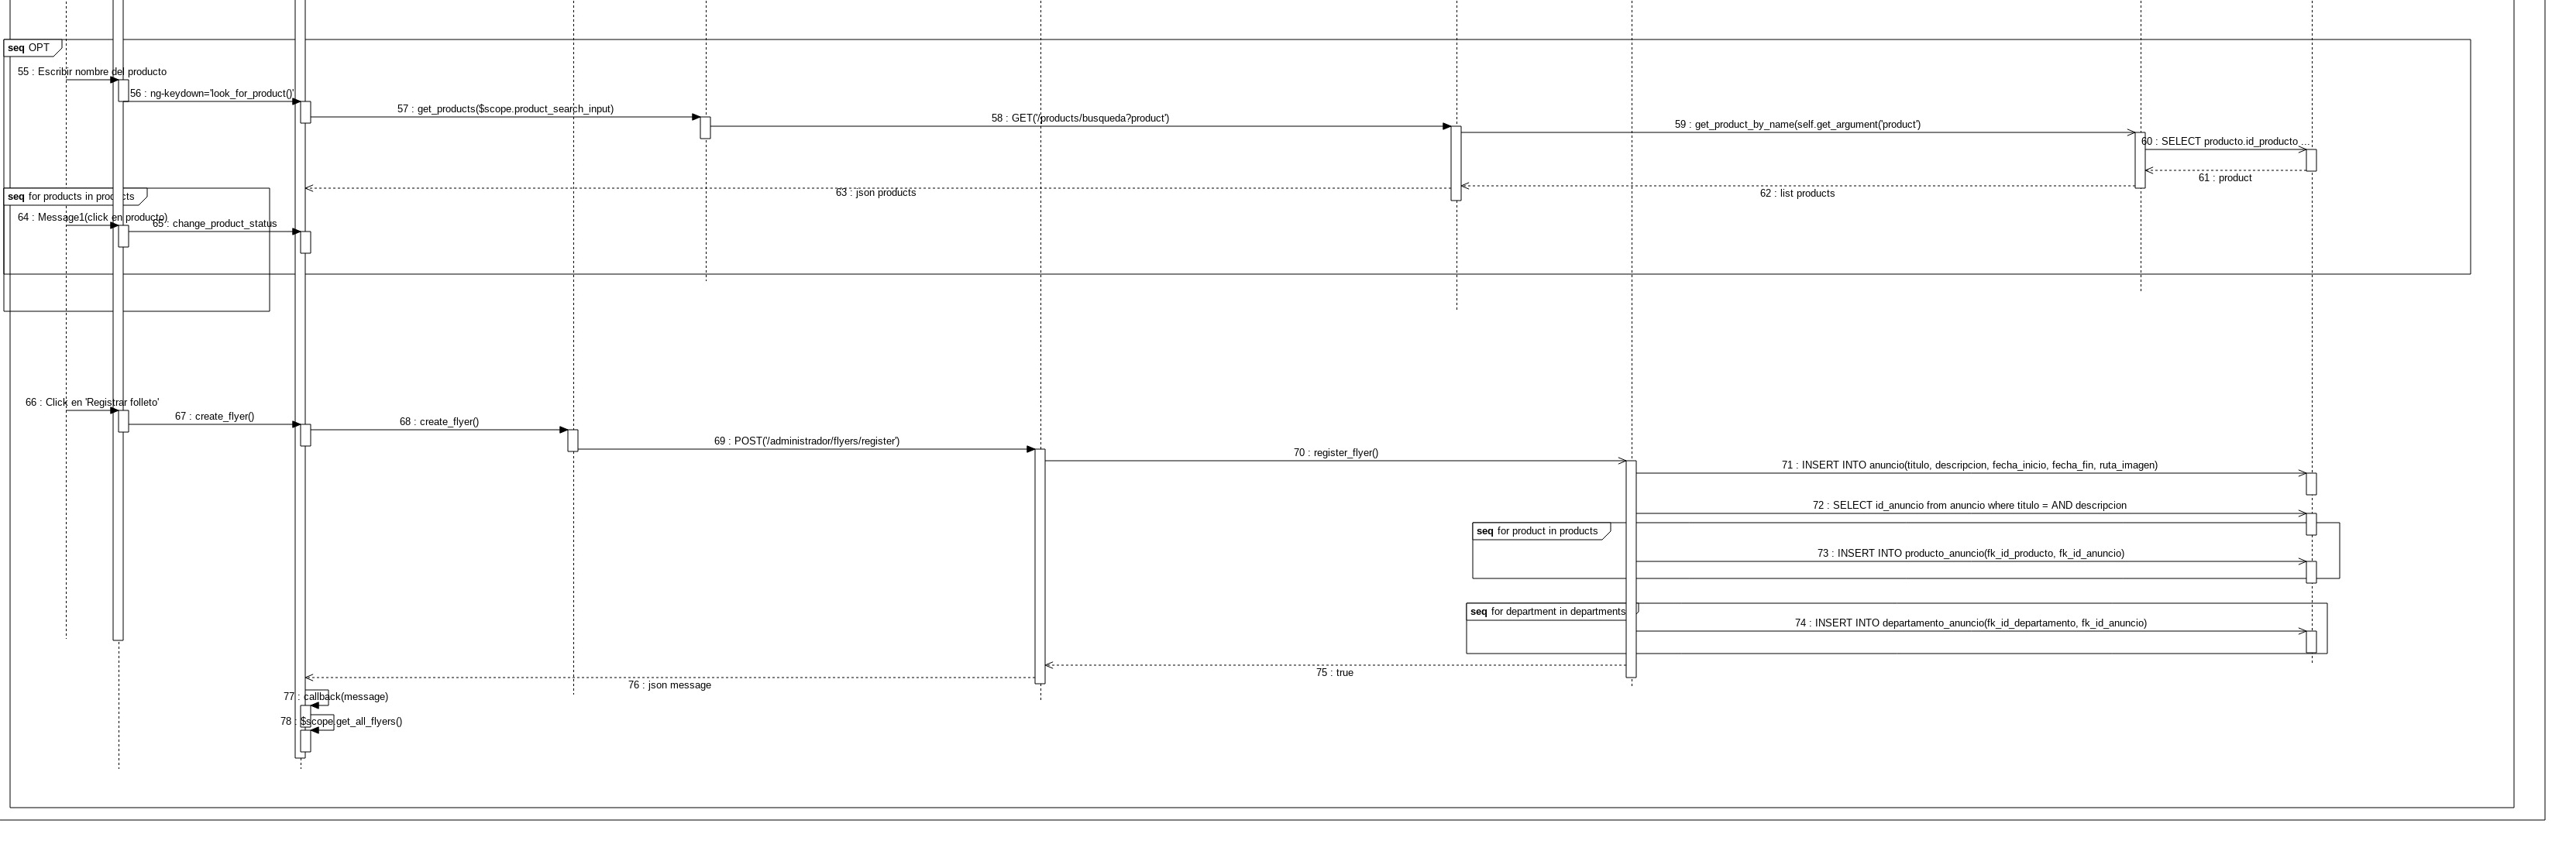 seq OPT
55 : Escribir nombre del producto
56 : ng-keydown='look_for_product()'
57 : get_products($scope.product_search_input)
58 : GET('/products/busqueda?product')
59 : get_product_by_name(self.get_argument('product')
60 : SELECT producto.id_producto ...
61 : product
62 : list products
63 : json products
seq for products in products
64 : Message1(click en producto)
65 : change_product_status
66 : Click en 'Registrar folleto'
67 : create_flyer()
68 : create_flyer()
69 : POST('/administrador/flyers/register')
70 : register_flyer()
71 : INSERT INTO anuncio(titulo, descripcion, fecha_inicio, fecha_fin, ruta_imagen)
72 : SELECT id_anuncio from anuncio where titulo = AND descripcion
seq for product in products
73 : INSERT INTO producto_anuncio(fk_id_producto, fk_id_anuncio)
seq for department in departments
74 : INSERT INTO departamento_anuncio(fk_id_departamento, fk_id_anuncio)
75 : true
76 : json message
77 : callback(message)
78 : $scope.get_all_flyers()